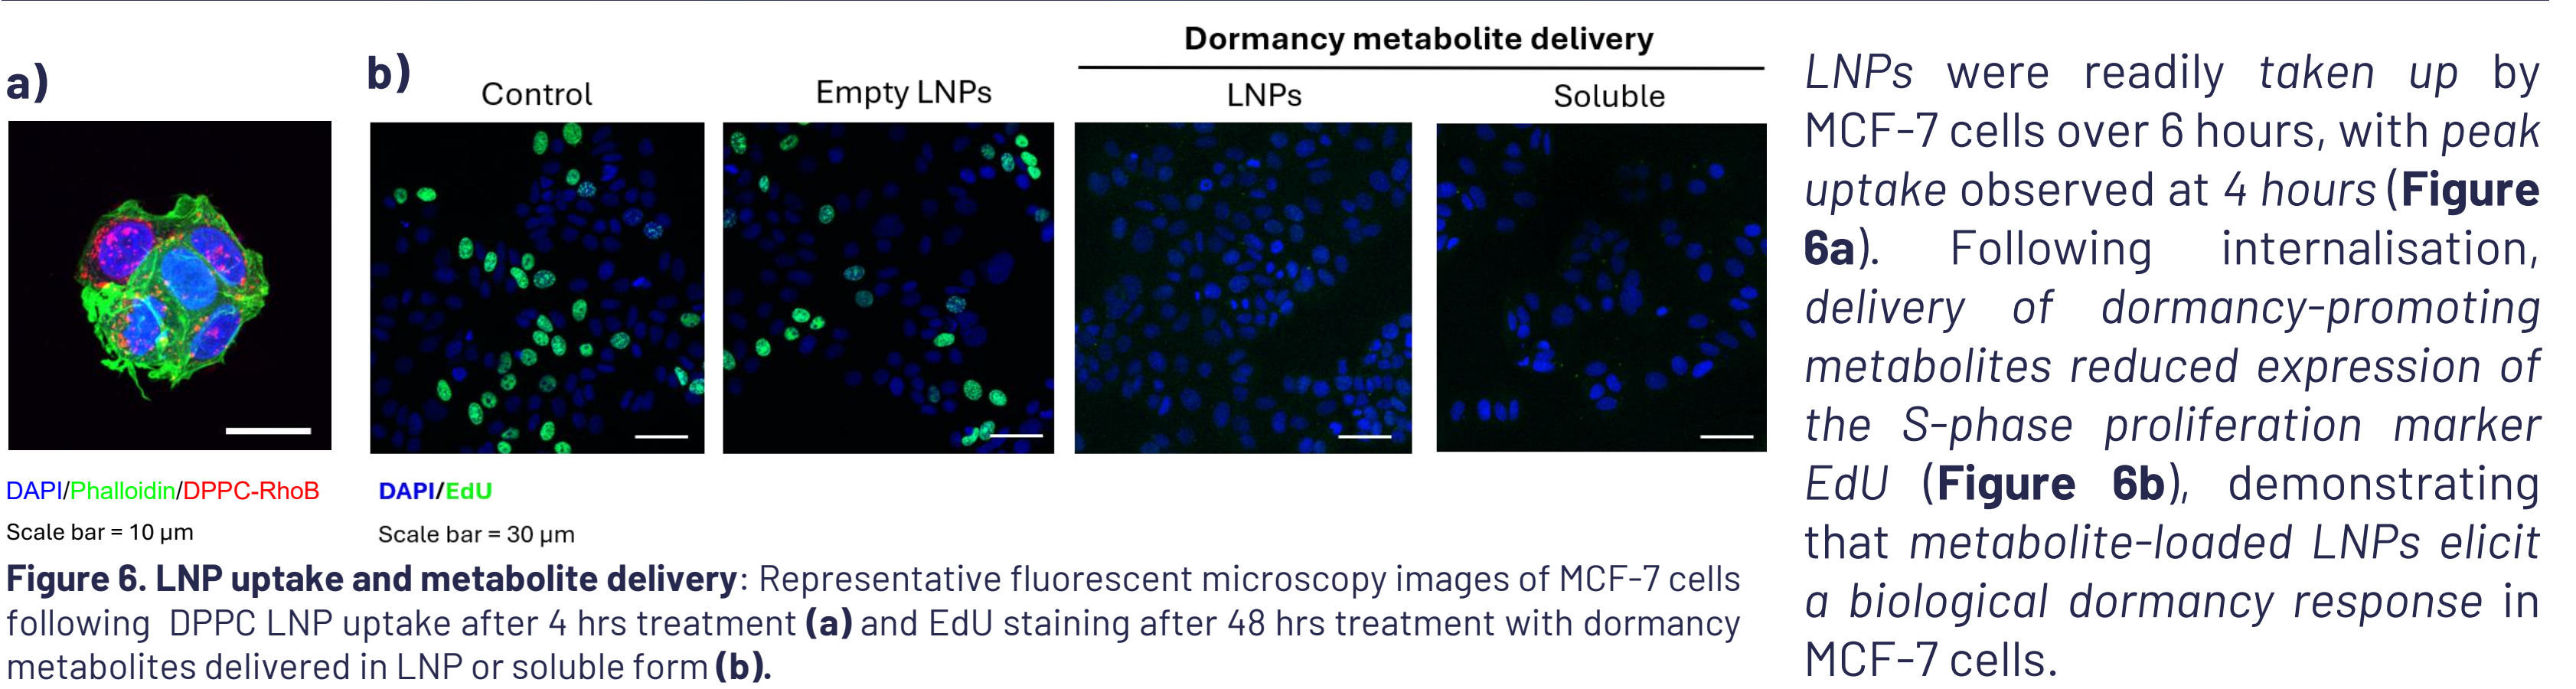 Dormancy metabolite delivery
a)
b)
Control
Empty LNPs
LNPs
Soluble
DAPI/Phalloidin/DPPC-RhoB
Scale bar = 10 µm
DAPI/EdU
Scale bar = 30 µm
Figure 6. LNP uptake and metabolite delivery: Representative fluorescent microscopy images of MCF-7 cells
following DPPC LNP uptake after 4 hrs treatment (a) and EdU staining after 48 hrs treatment with dormancy
metabolites delivered in LNP or soluble form (b).
LNPs were readily taken up by
MCF-7 cells over 6 hours, with peak
uptake observed at 4 hours (Figure
6a). Following internalisation,
delivery of dormancy-promoting
metabolites reduced expression of
the S-phase proliferation marker
EdU (Figure 6b), demonstrating
that metabolite-loaded LNPs elicit
a biological dormancy response in
MCF-7 cells.